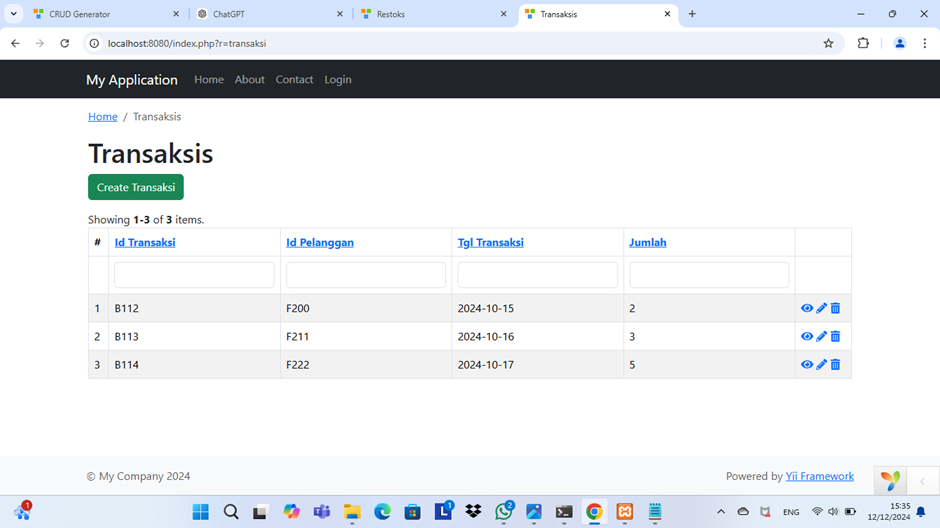 CRUD Generator
ChatGPT
Restoks
Transaksis
localhost:8080/index.php?r=transaksi
My Application Home About Contact Login
Home / Transaksis
Transaksis
Create Transaksi
Showing 1-3 of 3 items.
# Id Transaksi Id Pelanggan Tgl Transaksi Jumlah
1 B112 F200 2024-10-15 2
2 B113 F211 2024-10-16 3
3 B114 F222 2024-10-17 5
© My Company 2024 Powered by Yii Framework
1
L 1
2
ENG
15:35
12/12/2024